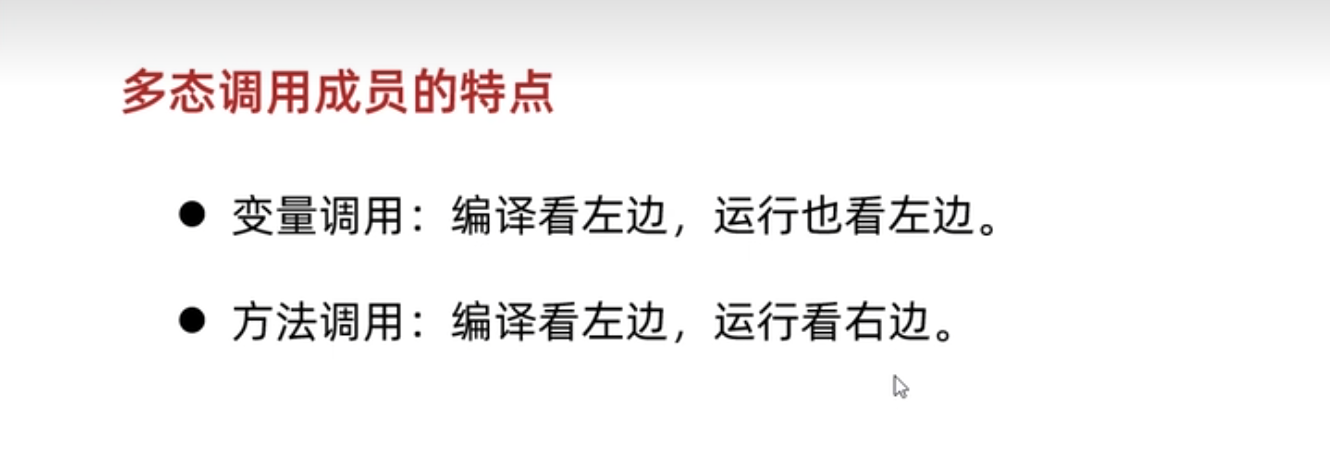 多态调用成员的特点
● 变量调用：编译看左边，运行也看左边。
● 方法调用：编译看左边，运行看右边。